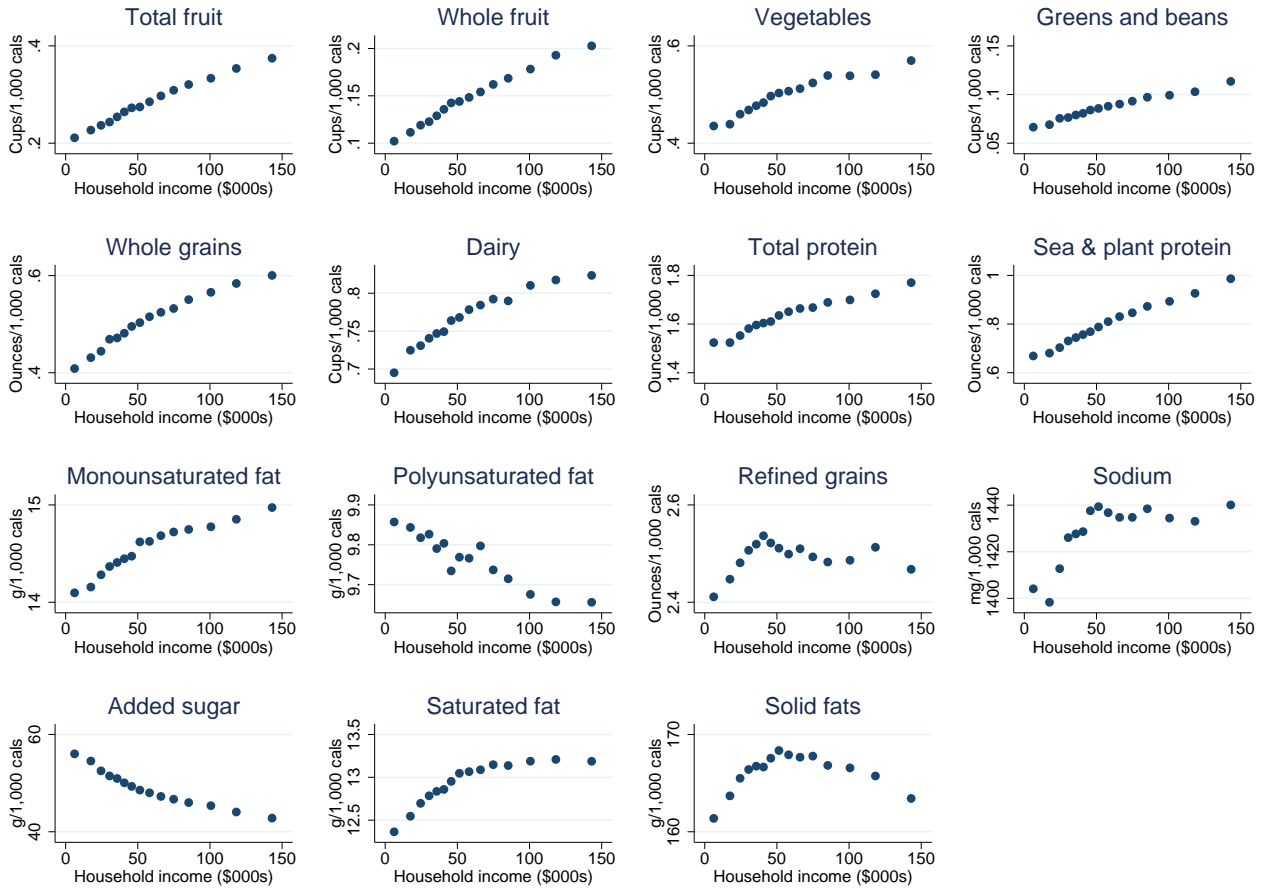 Total fruit
Cups/1,000 cals
.2 .4
0 50 100 150
Household income ($000s)
Whole fruit
Cups/1,000 cals
.1 .15 .2
0 50 100 150
Household income ($000s)
Vegetables
Cups/1,000 cals
.4 .6
0 50 100 150
Household income ($000s)
Greens and beans
Cups/1,000 cals
.05 .1 .15
0 50 100 150
Household income ($000s)
Whole grains
Ounces/1,000 cals
.4 .6
0 50 100 150
Household income ($000s)
Dairy
Cups/1,000 cals
.7 .75 .8
0 50 100 150
Household income ($000s)
Total protein
Ounces/1,000 cals
1.4 1.6 1.8
0 50 100 150
Household income ($000s)
Sea & plant protein
Ounces/1,000 cals
.6 .8 1
0 50 100 150
Household income ($000s)
Monounsaturated fat
g/1,000 cals
14 15
0 50 100 150
Household income ($000s)
Polyunsaturated fat
g/1,000 cals
9.7 9.8 9.9
0 50 100 150
Household income ($000s)
Refined grains
Ounces/1,000 cals
2.4 2.6
0 50 100 150
Household income ($000s)
Sodium
mg/1,000 cals
1400 1420 1440
0 50 100 150
Household income ($000s)
Added sugar
g/1,000 cals
40 60
0 50 100 150
Household income ($000s)
Saturated fat
g/1,000 cals
12.5 13 13.5
0 50 100 150
Household income ($000s)
Solid fats
g/1,000 cals
160 170
0 50 100 150
Household income ($000s)